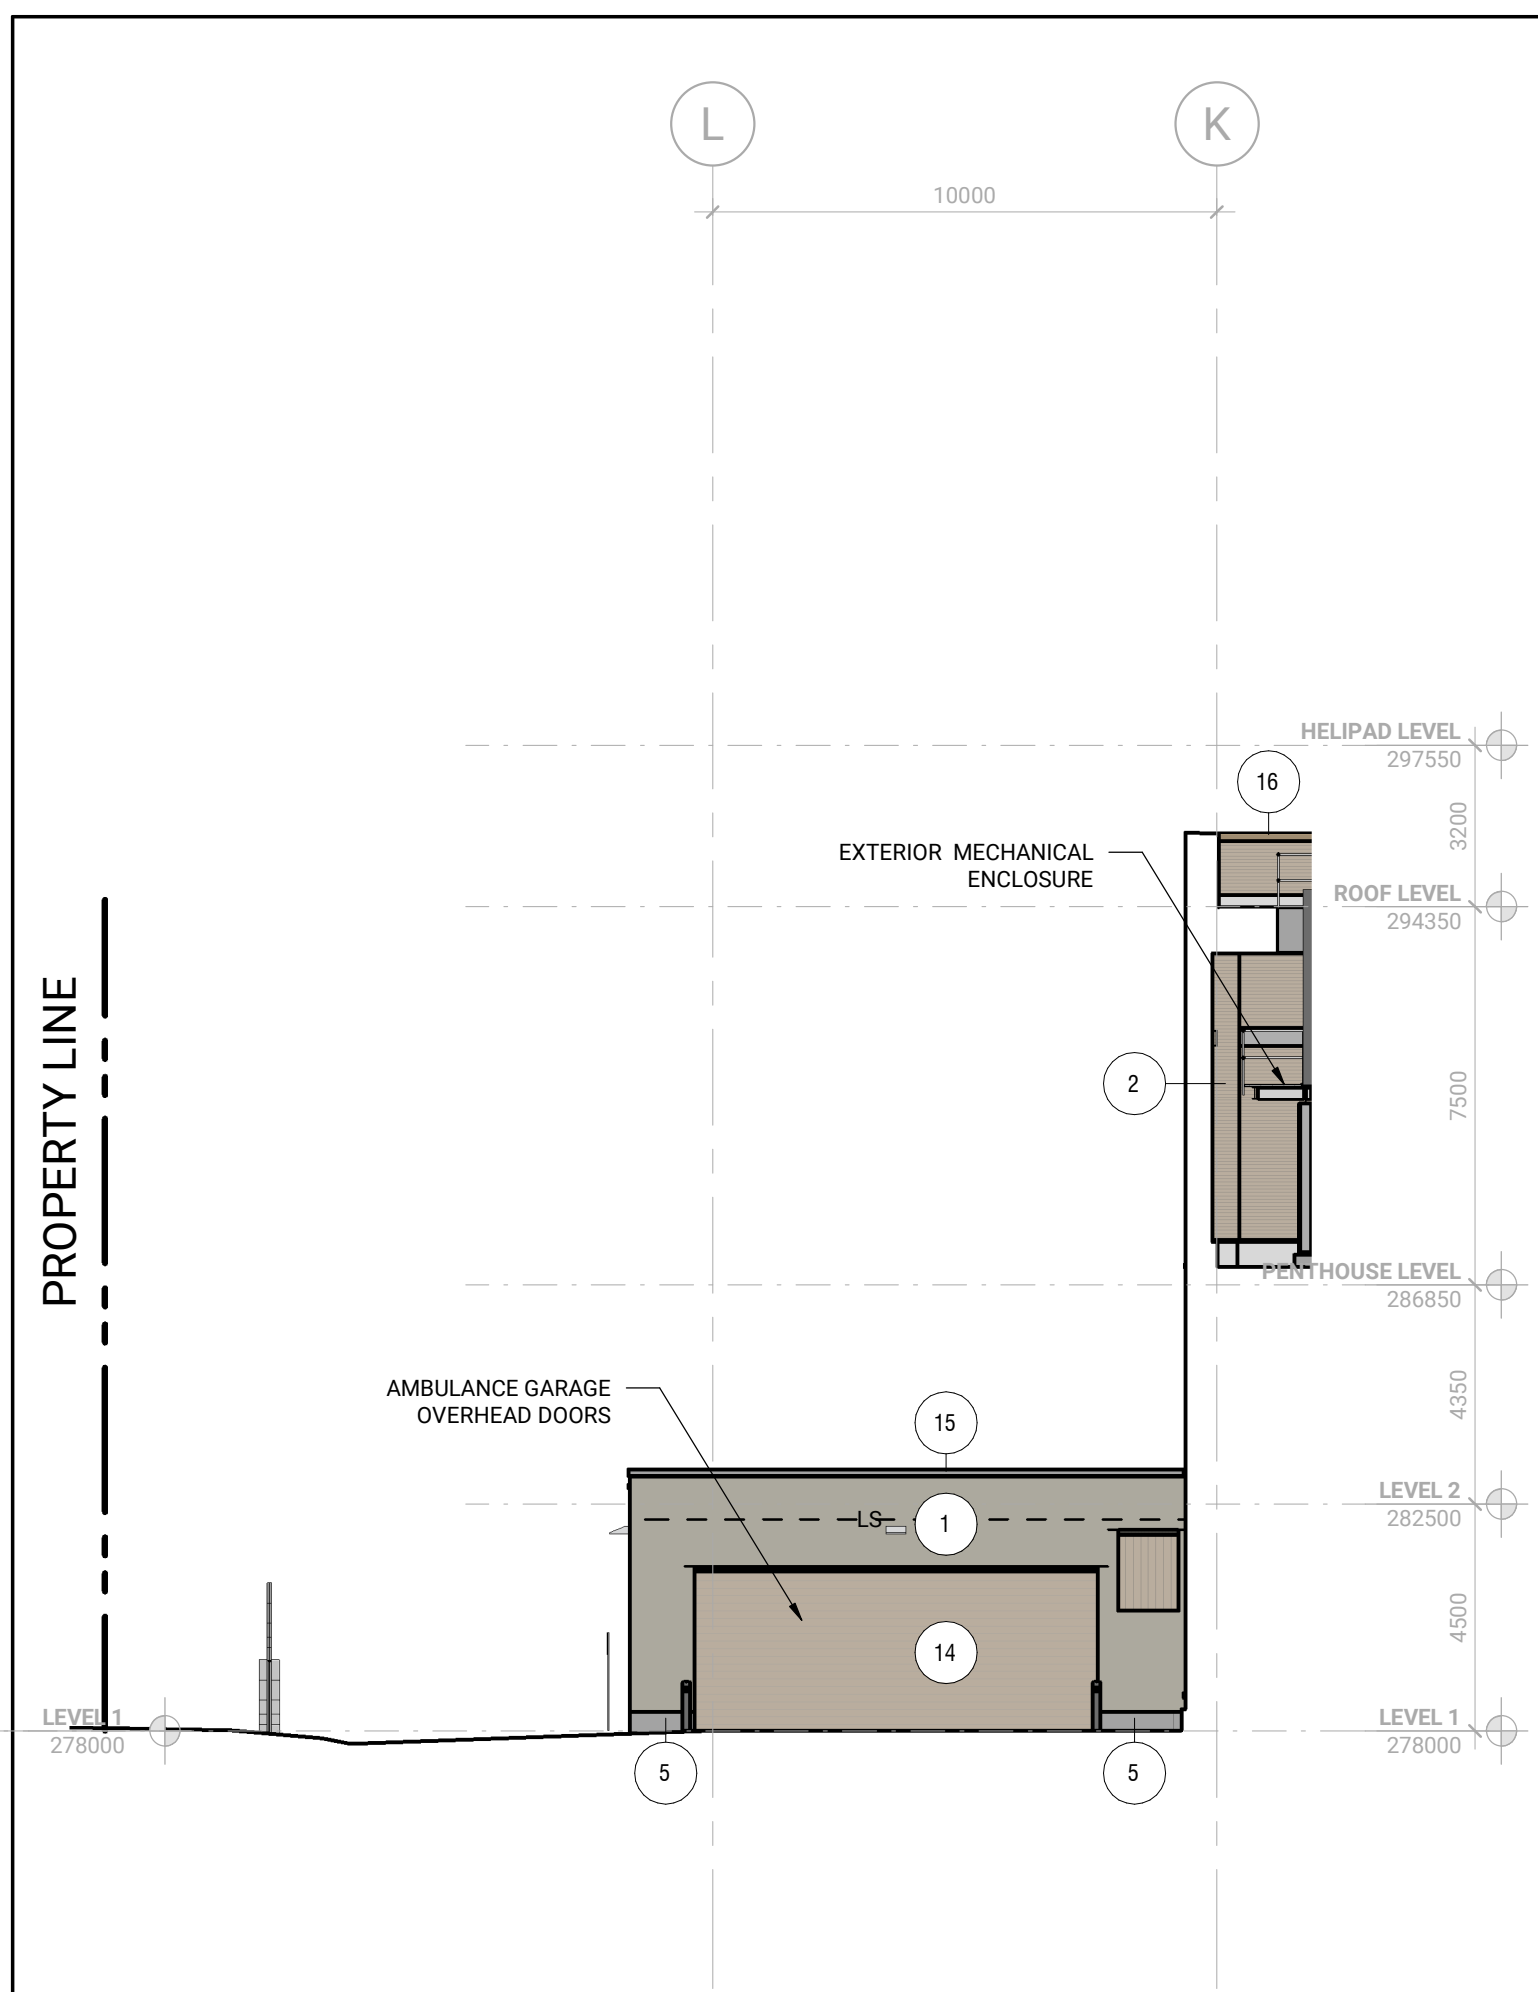 L
K
10000
HELIPAD LEVEL
297550
16
3200
EXTERIOR MECHANICAL
ENCLOSURE
ROOF LEVEL
294350
PROPERTY LINE
2
7500
PENTHOUSE LEVEL
286850
AMBULANCE GARAGE
OVERHEAD DOORS
4350
15
LEVEL 2
282500
LS
1
4500
14
LEVEL 1
278000
LEVEL 1
278000
5
5